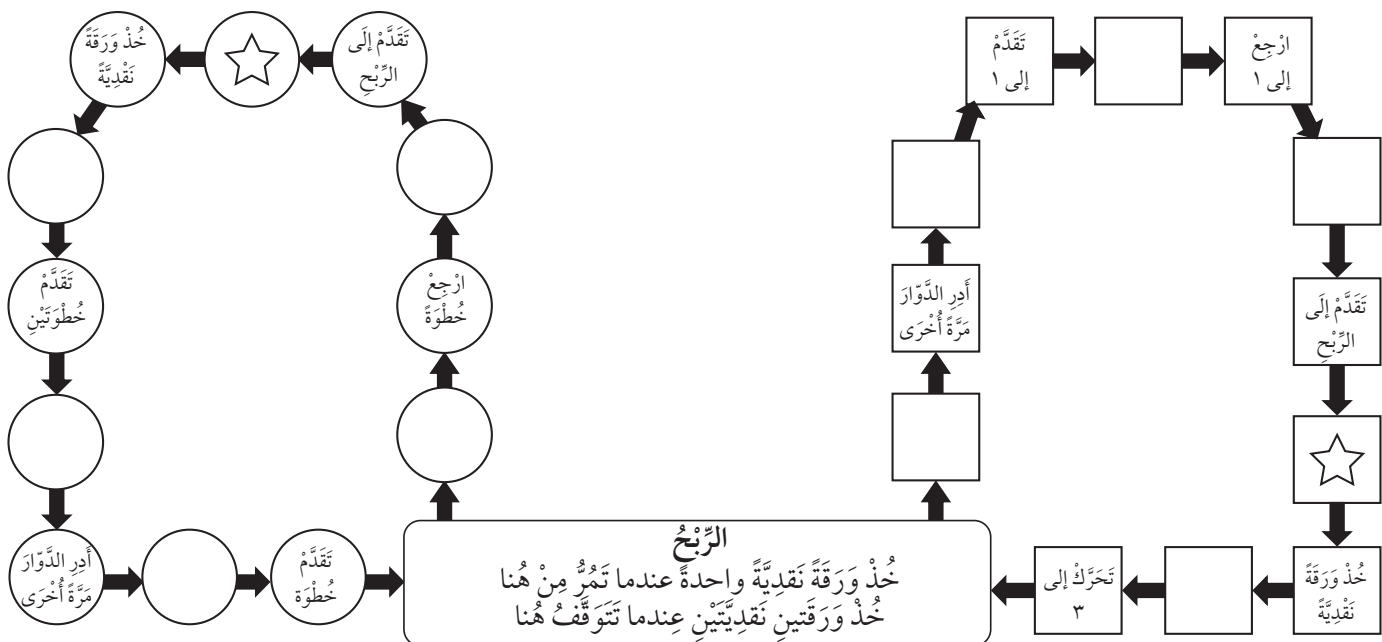 ارْجِعْ
إلى ١
تَقَدَّمْ
إلى ١
تَقَدَّمْ إلَى
الرِّبْحِ
خُذْ وَرَقَةً
نَقْدِيَّةً
أَدِرِ الدَّوّارَ
مَرَّةً أُخْرَى
تَقَدَّمْ إلَى
الرِّبْحِ
ارْجِعْ
خُطْوَةً
تَقَدَّمْ
خُطْوَتَيْنِ
خُذْ وَرَقَةً
نَقْدِيَّةً
تَحَرَّكْ إلى
٣
الرِّبْحُ
خُذْ وَرَقَةً نَقدِيَّةً واحدةً عندما تَمُرُّ مِنْ هُنا
خُذْ وَرَقَتينِ نَقدِيَّتَيْنِ عِندما تَتَوَقَّفُ هُنا
تَقَدَّمْ
خُطْوَة
أَدِرِ الدَّوّارَ
مَرَّةً أُخْرَى